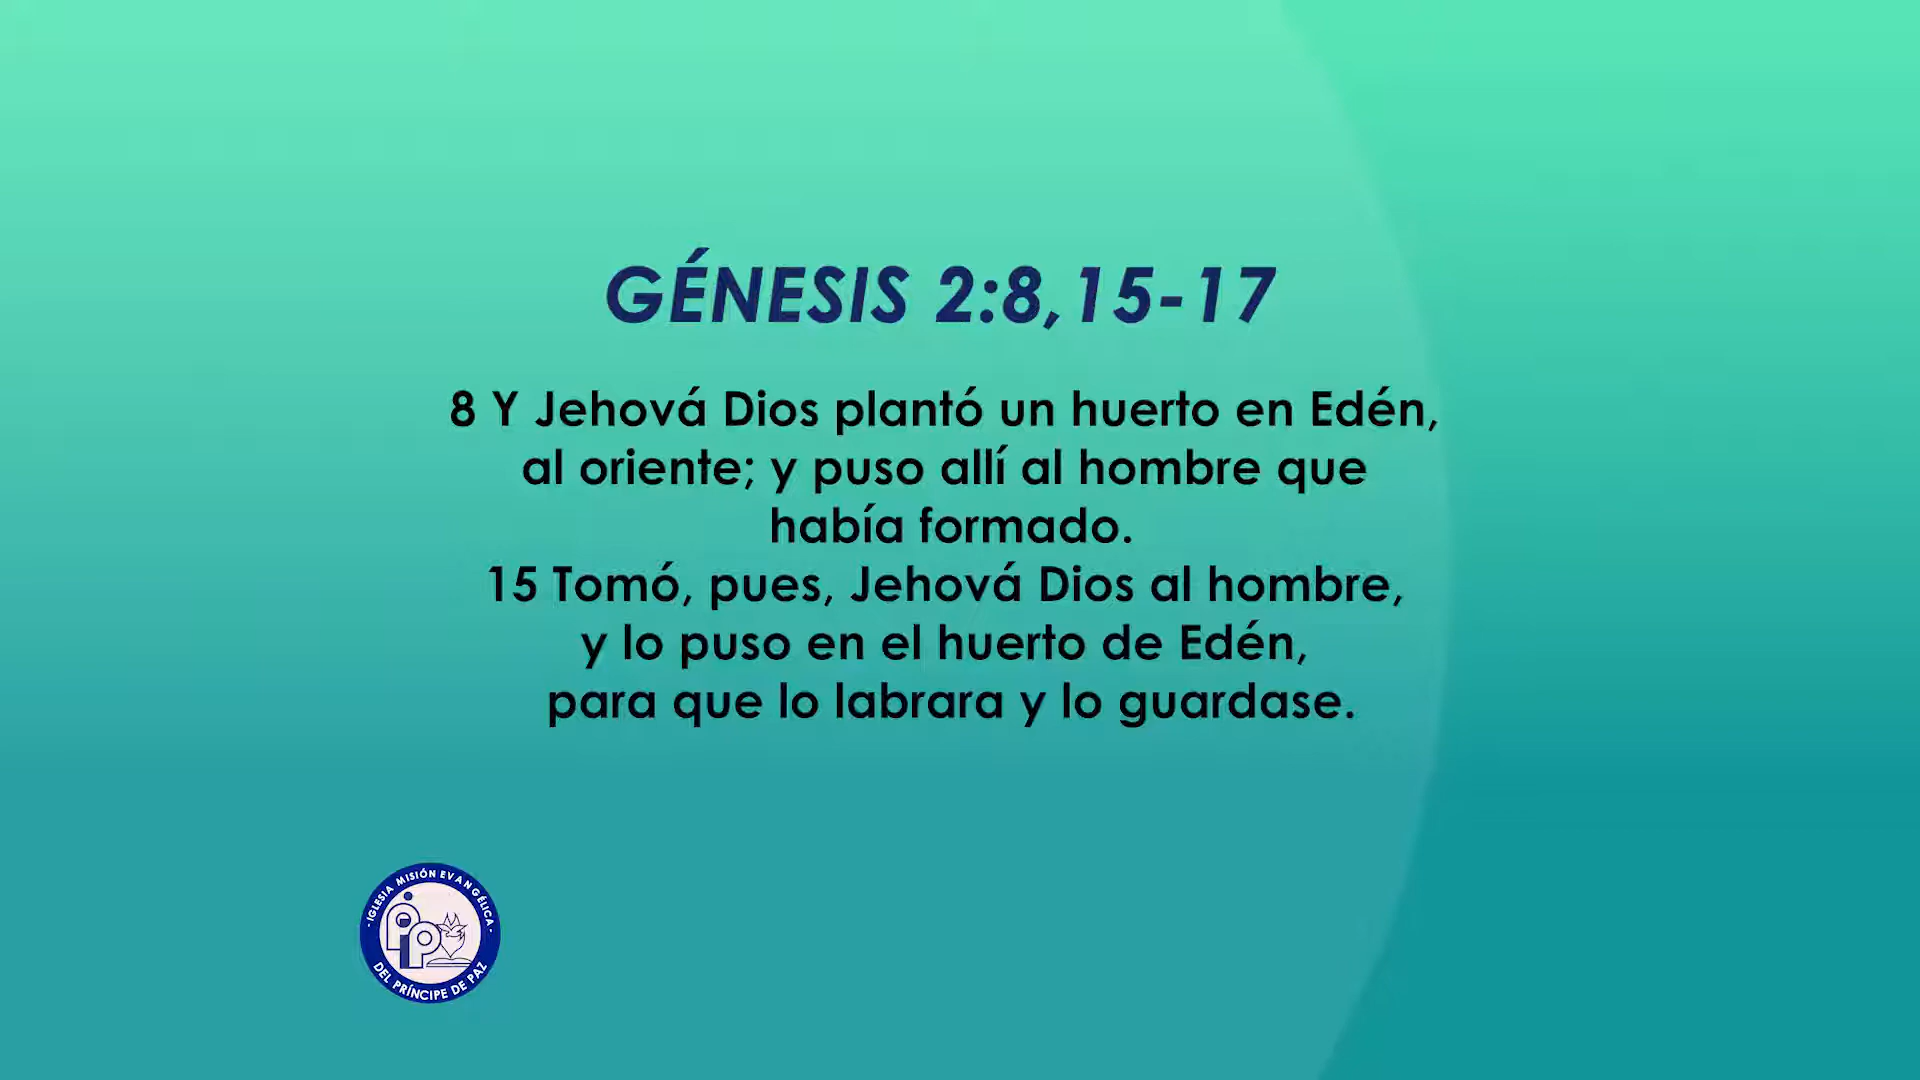 GÉNESIS 2:8,15-17
8 Y Jehová Dios plantó un huerto en Edén,
al oriente; y puso allí al hombre que
había formado.
15 Tomó, pues, Jehová Dios al hombre,
y lo puso en el huerto de Edén,
para que lo labrara y lo guardase.
· IGLESIA MISIÓN EVANGÉLICA ·
DEL PRÍNCIPE DE PAZ